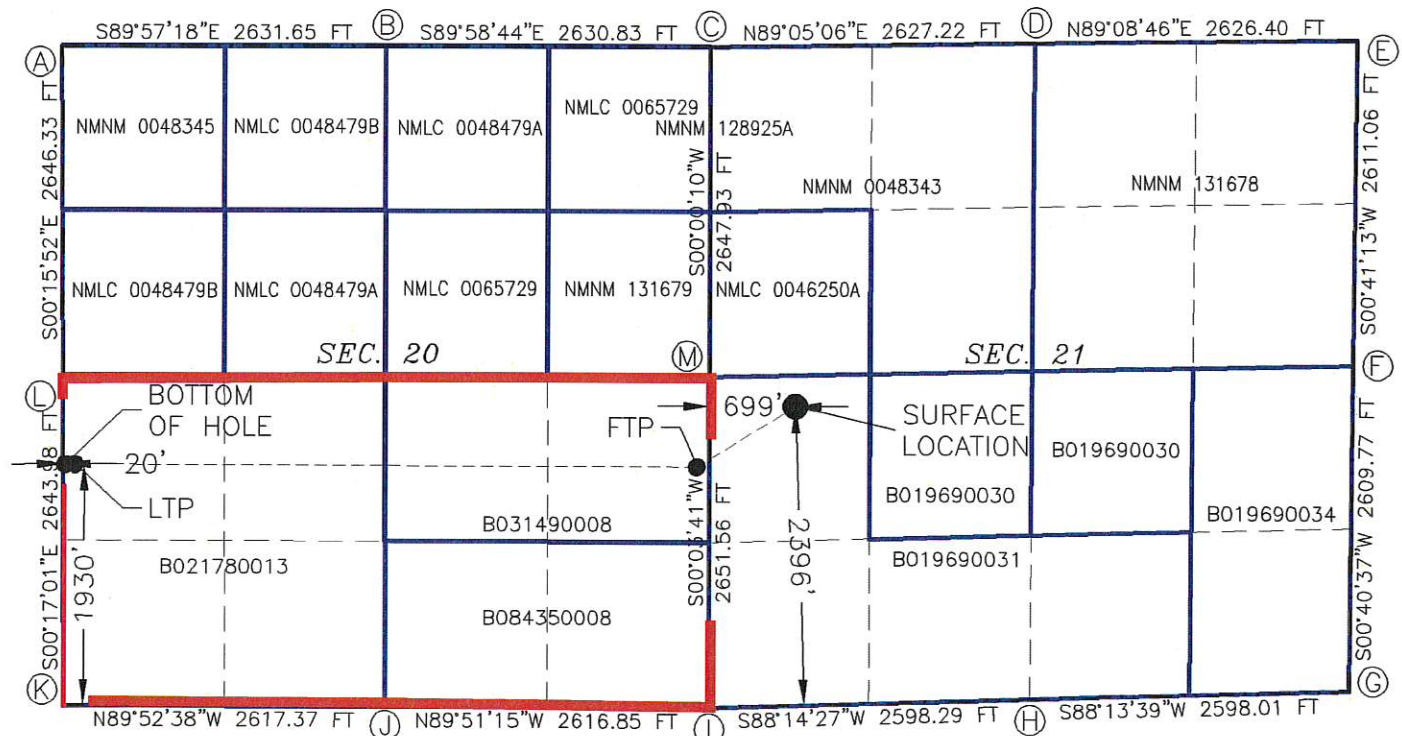 S89°57'18"E 2631.65 FT
B
S89°58'44"E 2630.83 FT
C
N89°05'06"E 2627.22 FT
D
N89°08'46"E 2626.40 FT
A
E
S00°15'52"E 2646.33 FT
NMNM 0048345
NMLC 0048479B
NMLC 0048479A
NMLC 0065729
NMNM 128925A
S00°00'10"W 2647.93 FT
NMNM 0048343
NMNM 131678
S00°41'13"W 2611.06 FT
NMLC 0048479B
NMLC 0048479A
NMLC 0065729
NMNM 131679
NMLC 0046250A
SEC. 20
M
SEC. 21
F
L
BOTTOM
OF HOLE
699'
SURFACE
LOCATION
FTP
20'
LTP
S00°17'01"E 2643.98 FT
1930'
B031490008
B021780013
B084350008
S00°03'41"W 2651.56 FT
2396'
B019690030
B019690030
B019690034
B019690031
S00°40'37"W 2609.77 FT
K
N89°52'38"W 2617.37 FT
J
N89°51'15"W 2616.85 FT
I
S88°14'27"W 2598.29 FT
H
S88°13'39"W 2598.01 FT
G